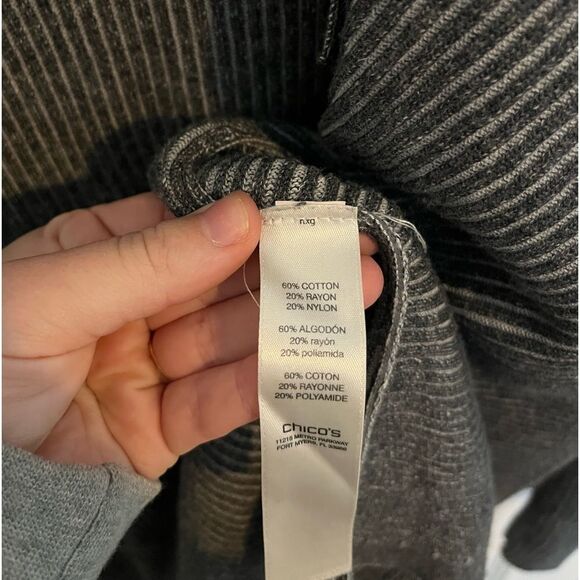 n.xg
60% COTTON
20% RAYON
20% NYLON
60% ALGODÓN
20% rayón
20% poliamida
60% COTON
20% RAYONNE
20% POLYAMIDE
chico's
11215 METRO PARKWAY
FORT MYERS, FL 33966